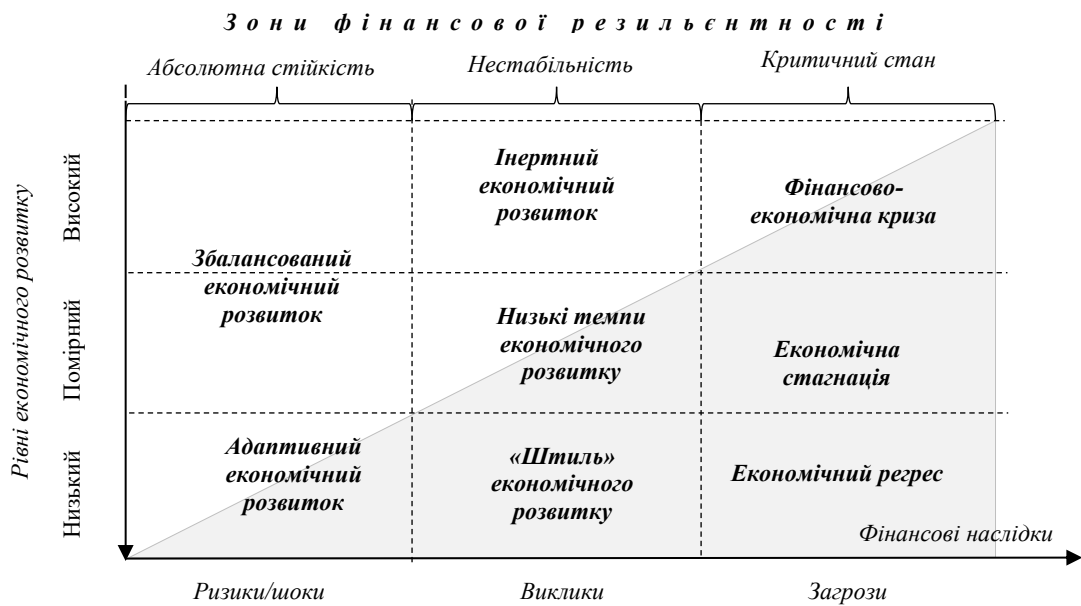 Зони фінансової резильєнтності
Абсолютна стійкість
Нестабільність
Критичний стан
Рівні економічного розвитку
Високий
Помірний
Низький
Збалансований
економічний
розвиток
Інертний
економічний
розвиток
Фінансово-
економічна криза
Низькі темпи
економічного
розвитку
Економічна
стагнація
Адаптивний
економічний
розвиток
«Штиль»
економічного
розвитку
Економічний регрес
Фінансові наслідки
Ризики/шоки
Виклики
Загрози